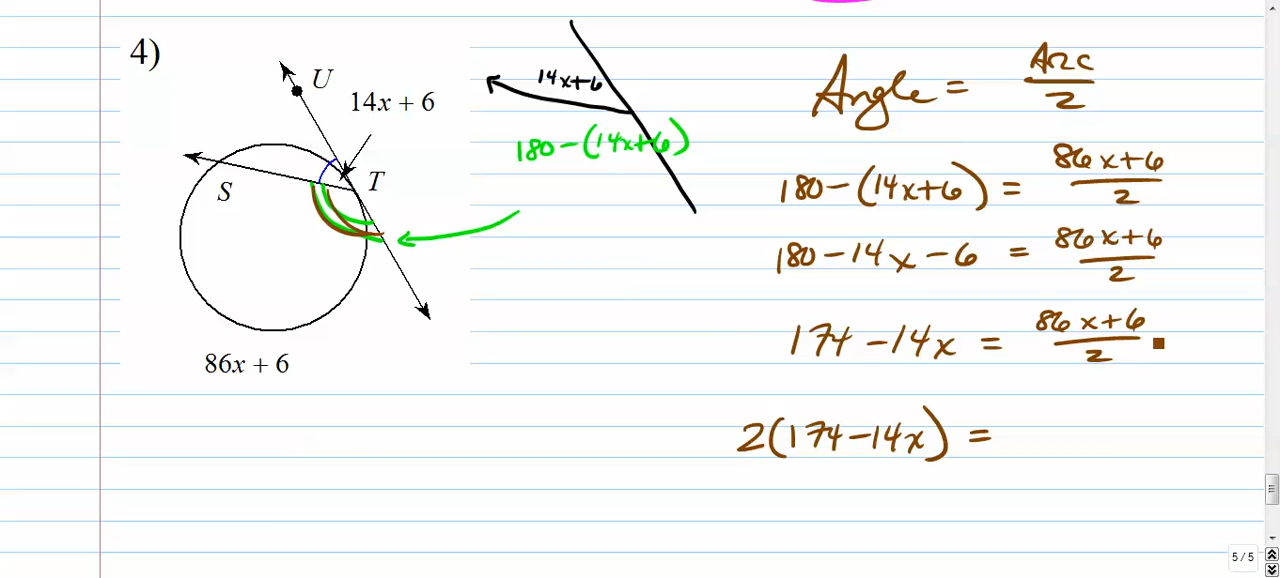 4)
U
14x + 6
T
S
86x + 6
14x+6
180-(14x+6)
Angle = Arc/2
180-(14x+6) = 86x+6/2
180-14x-6 = 86x+6/2
174-14x = 86x+6/2
2(174-14x) =
5 / 5